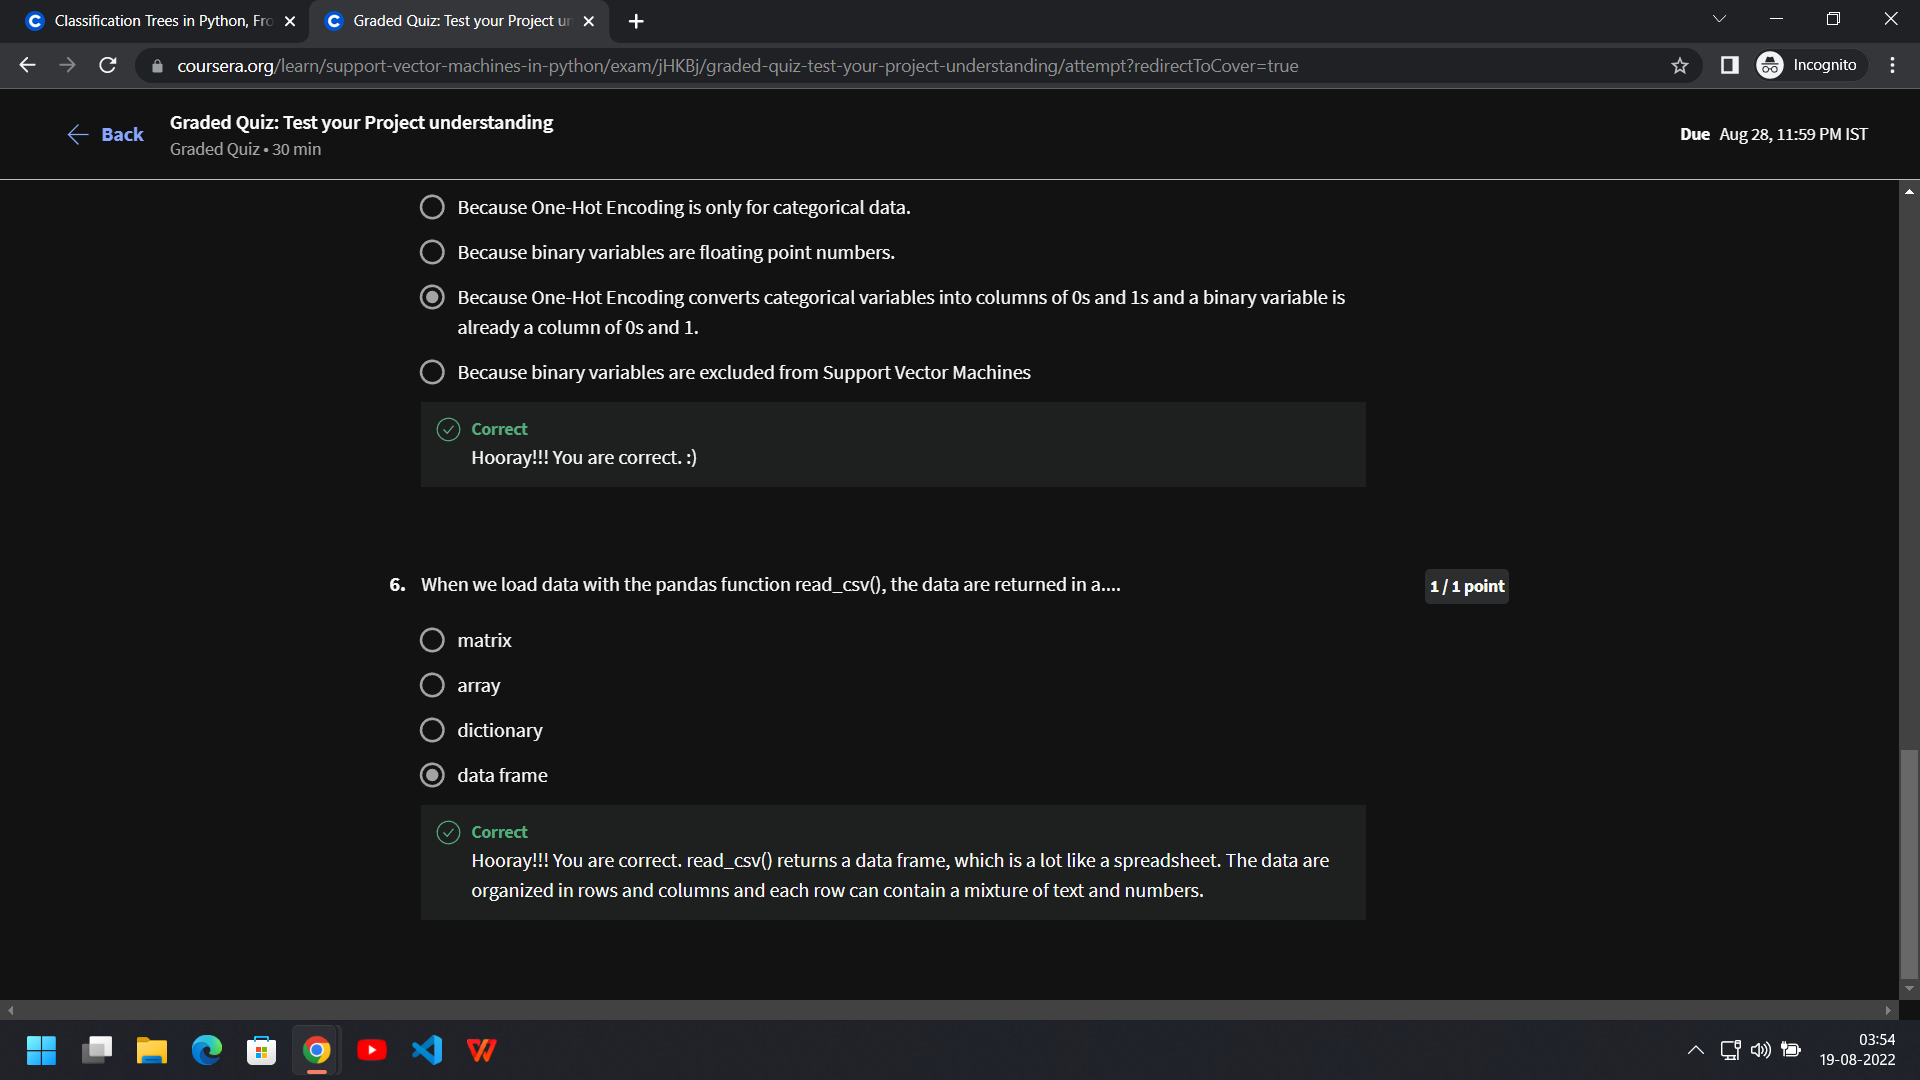 Classification Trees in Python, Fro
Graded Quiz: Test your Project un
coursera.org/learn/support-vector-machines-in-python/exam/jHKBj/graded-quiz-test-your-project-understanding/attempt?redirectToCover=true
Incognito
Back
Graded Quiz: Test your Project understanding
Graded Quiz • 30 min
Due Aug 28, 11:59 PM IST
Because One-Hot Encoding is only for categorical data.
Because binary variables are floating point numbers.
Because One-Hot Encoding converts categorical variables into columns of 0s and 1s and a binary variable is
already a column of 0s and 1.
Because binary variables are excluded from Support Vector Machines
Correct
Hooray!!! You are correct. :)
6. When we load data with the pandas function read_csv(), the data are returned in a....
1 / 1 point
matrix
array
dictionary
data frame
Correct
Hooray!!! You are correct. read_csv() returns a data frame, which is a lot like a spreadsheet. The data are
organized in rows and columns and each row can contain a mixture of text and numbers.
03:54
19-08-2022